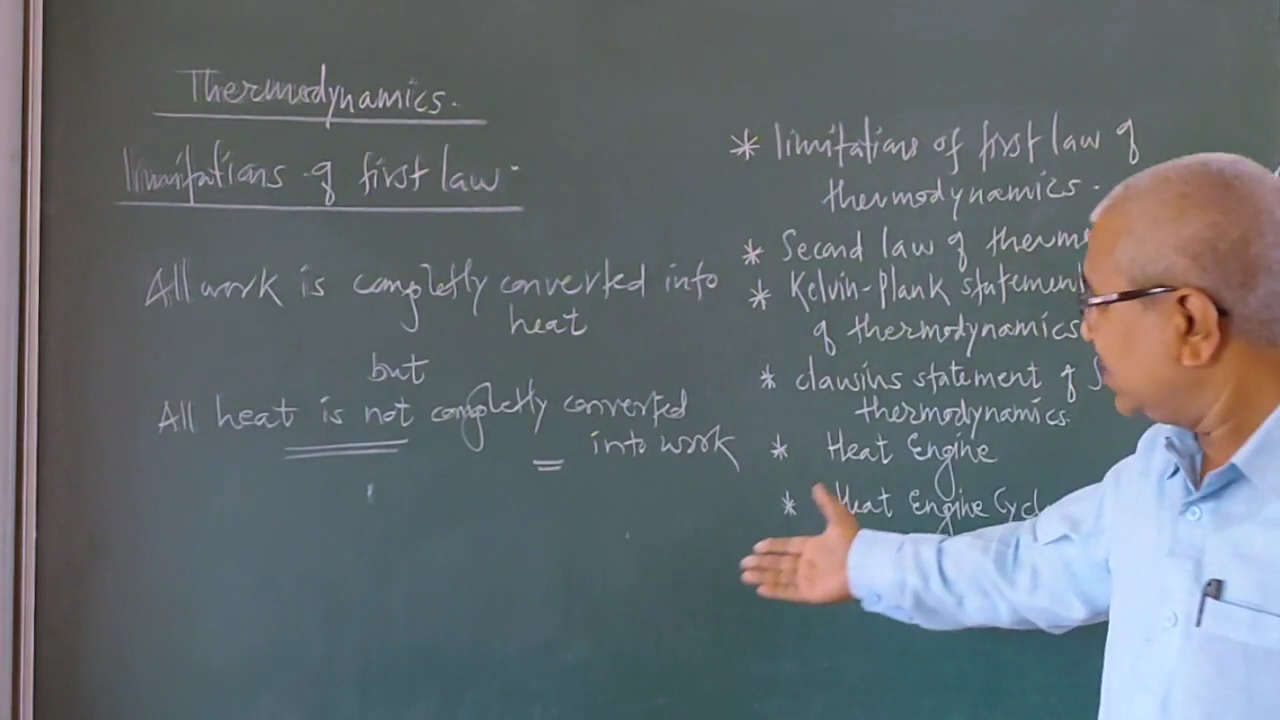 Thermodynamics.
limitations of first law.
All work is completly converted into
heat
but
All heat is not completly converted
into work
* limitations of first law of
thermodynamics.
* Second law of
* Kelvin-Plank statement
of thermodynamics
* clausius statement of
thermodynamics.
* Heat Engine
* Heat Engine